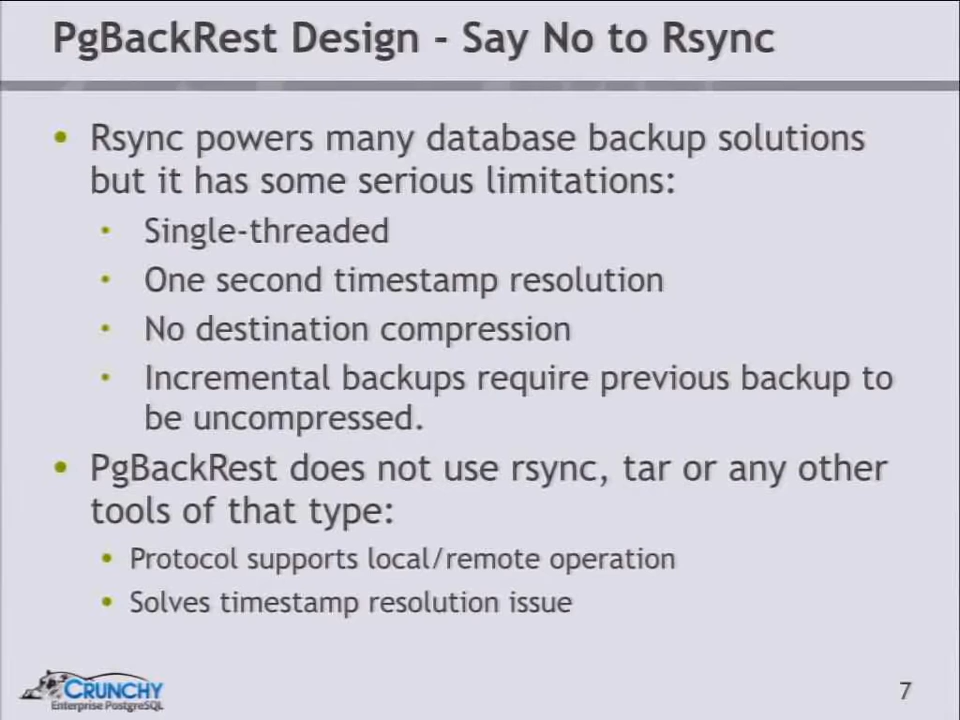 PgBackRest Design - Say No to Rsync
• Rsync powers many database backup solutions
but it has some serious limitations:
• Single-threaded
• One second timestamp resolution
• No destination compression
• Incremental backups require previous backup to
be uncompressed.
• PgBackRest does not use rsync, tar or any other
tools of that type:
• Protocol supports local/remote operation
• Solves timestamp resolution issue
CRUNCHY
Enterprise PostgreSQL
7